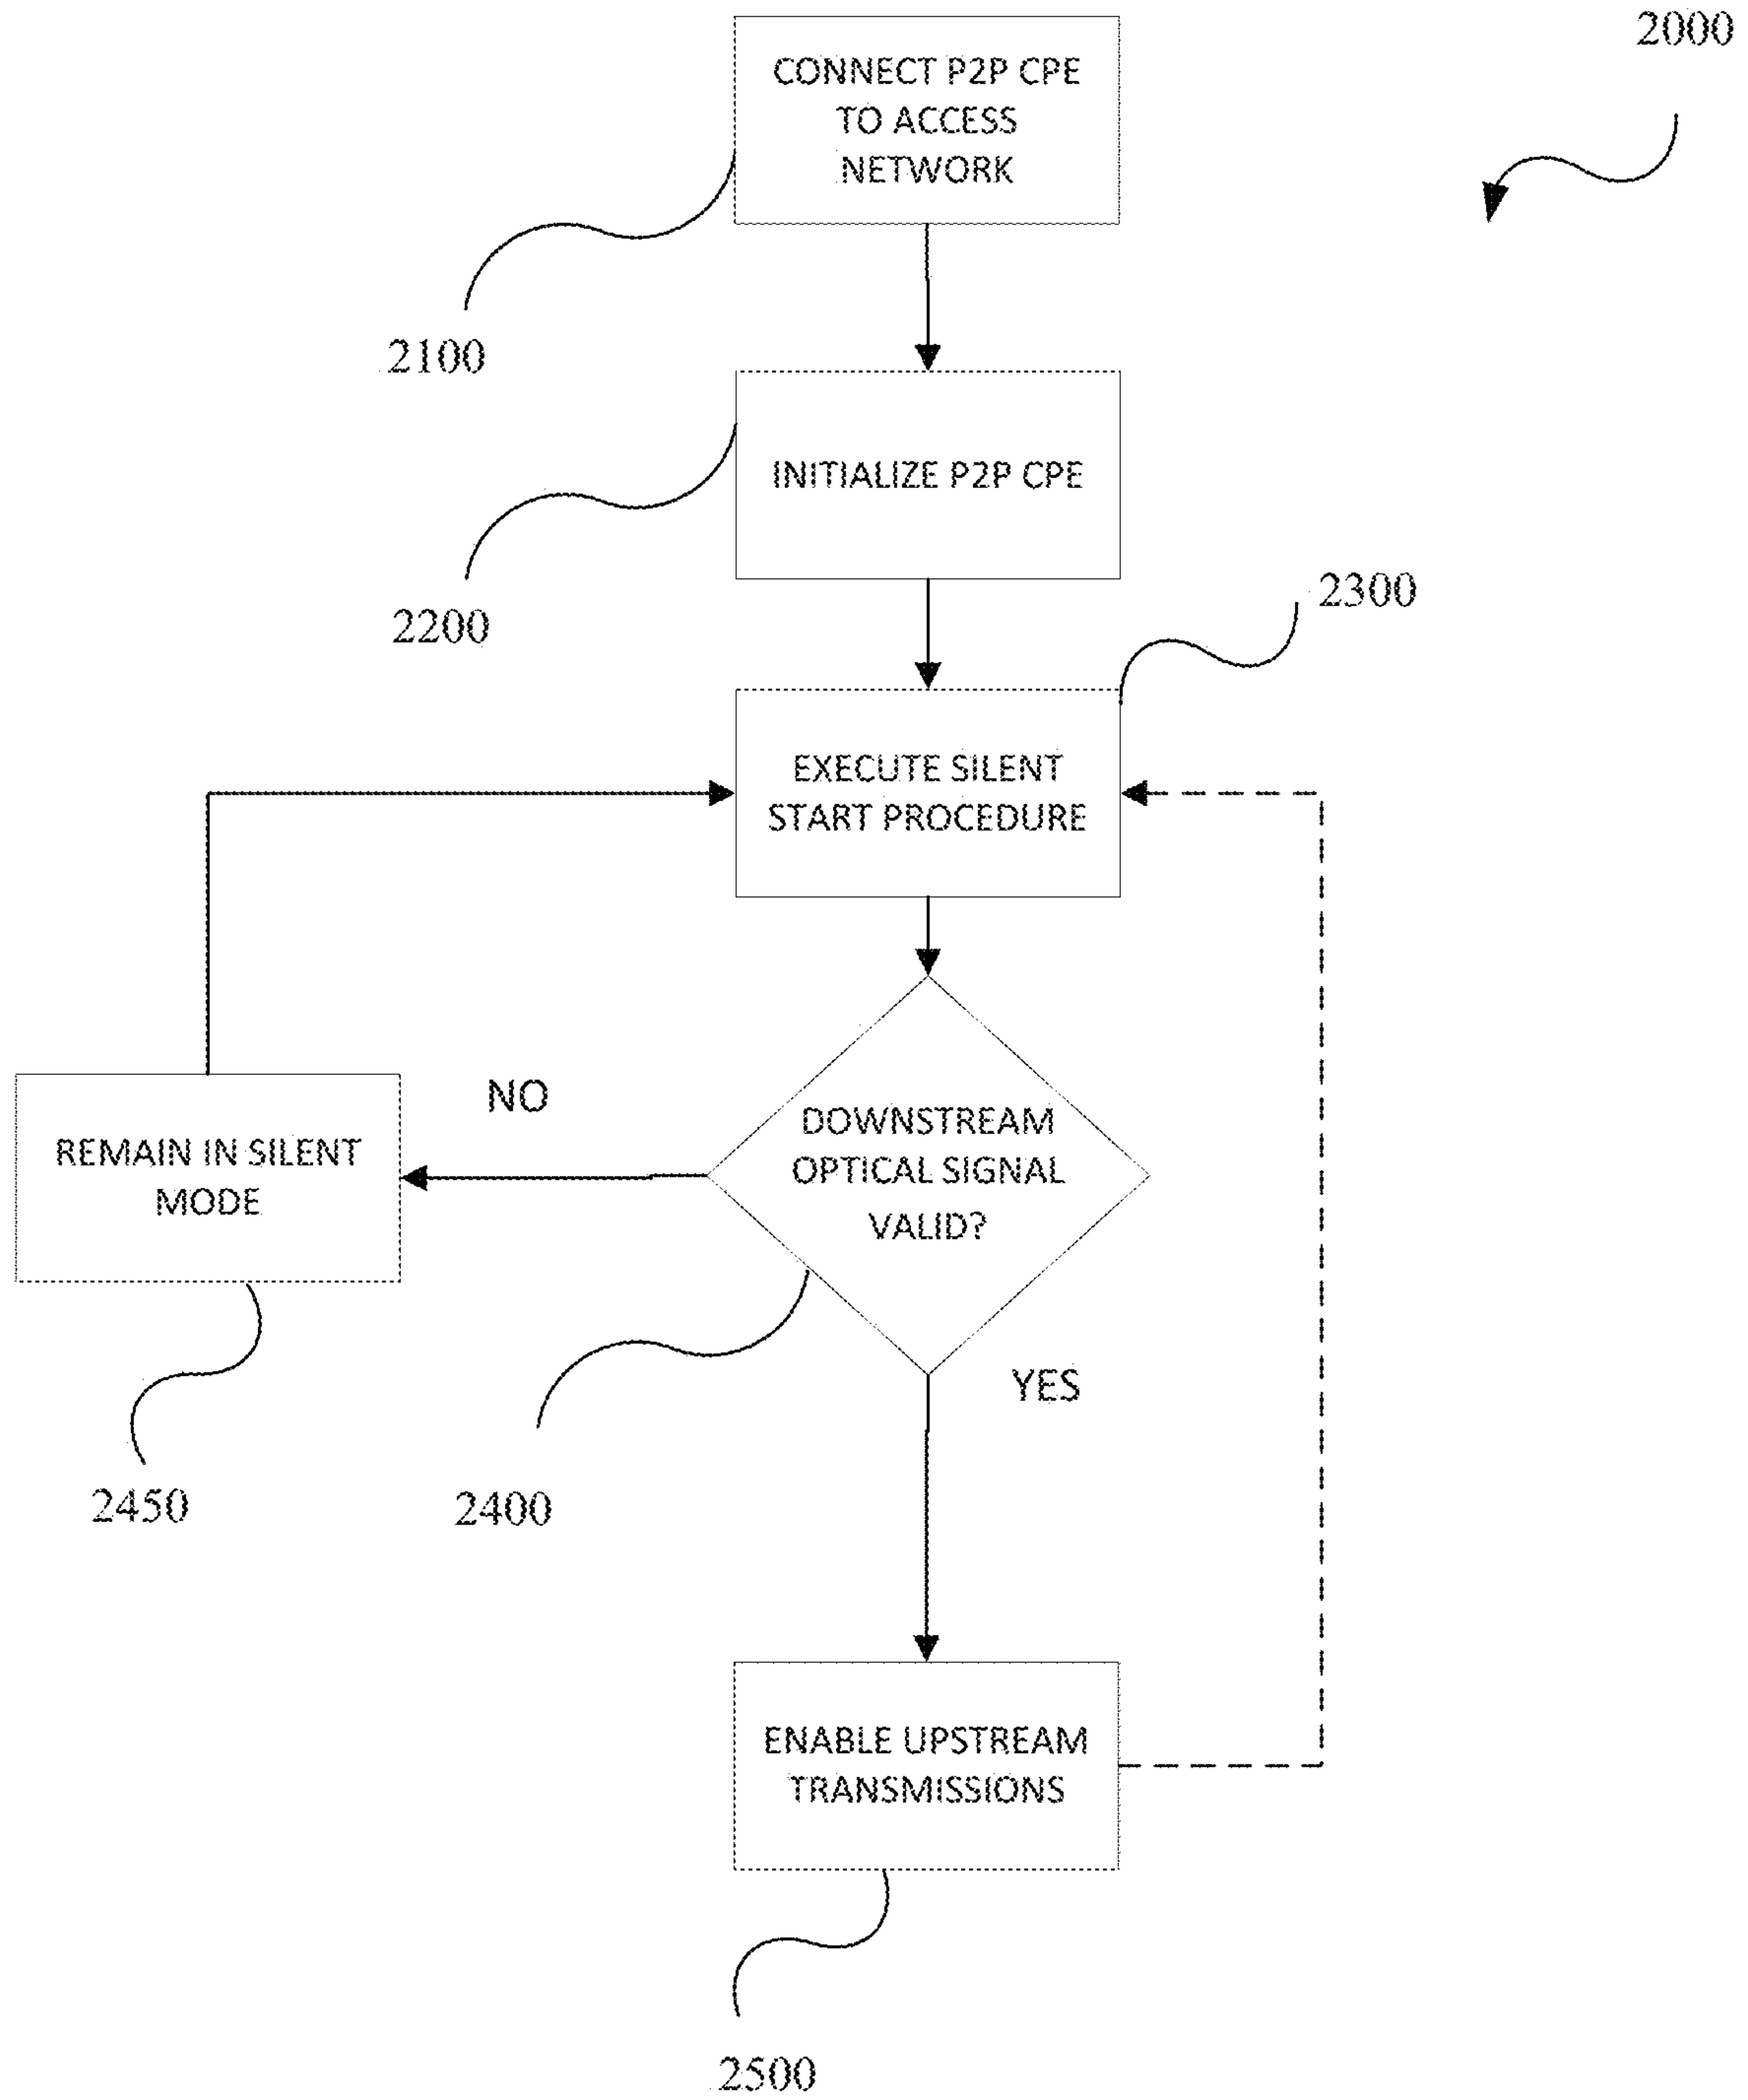 2000
CONNECT P2P CPE
TO ACCESS
NETWORK
2100
INITIALIZE P2P CPE
2200
2300
EXECUTE SILENT
START PROCEDURE
NO
REMAIN IN SILENT
MODE
DOWNSTREAM
OPTICAL SIGNAL
VALID?
YES
2450
2400
ENABLE UPSTREAM
TRANSMISSIONS
2500